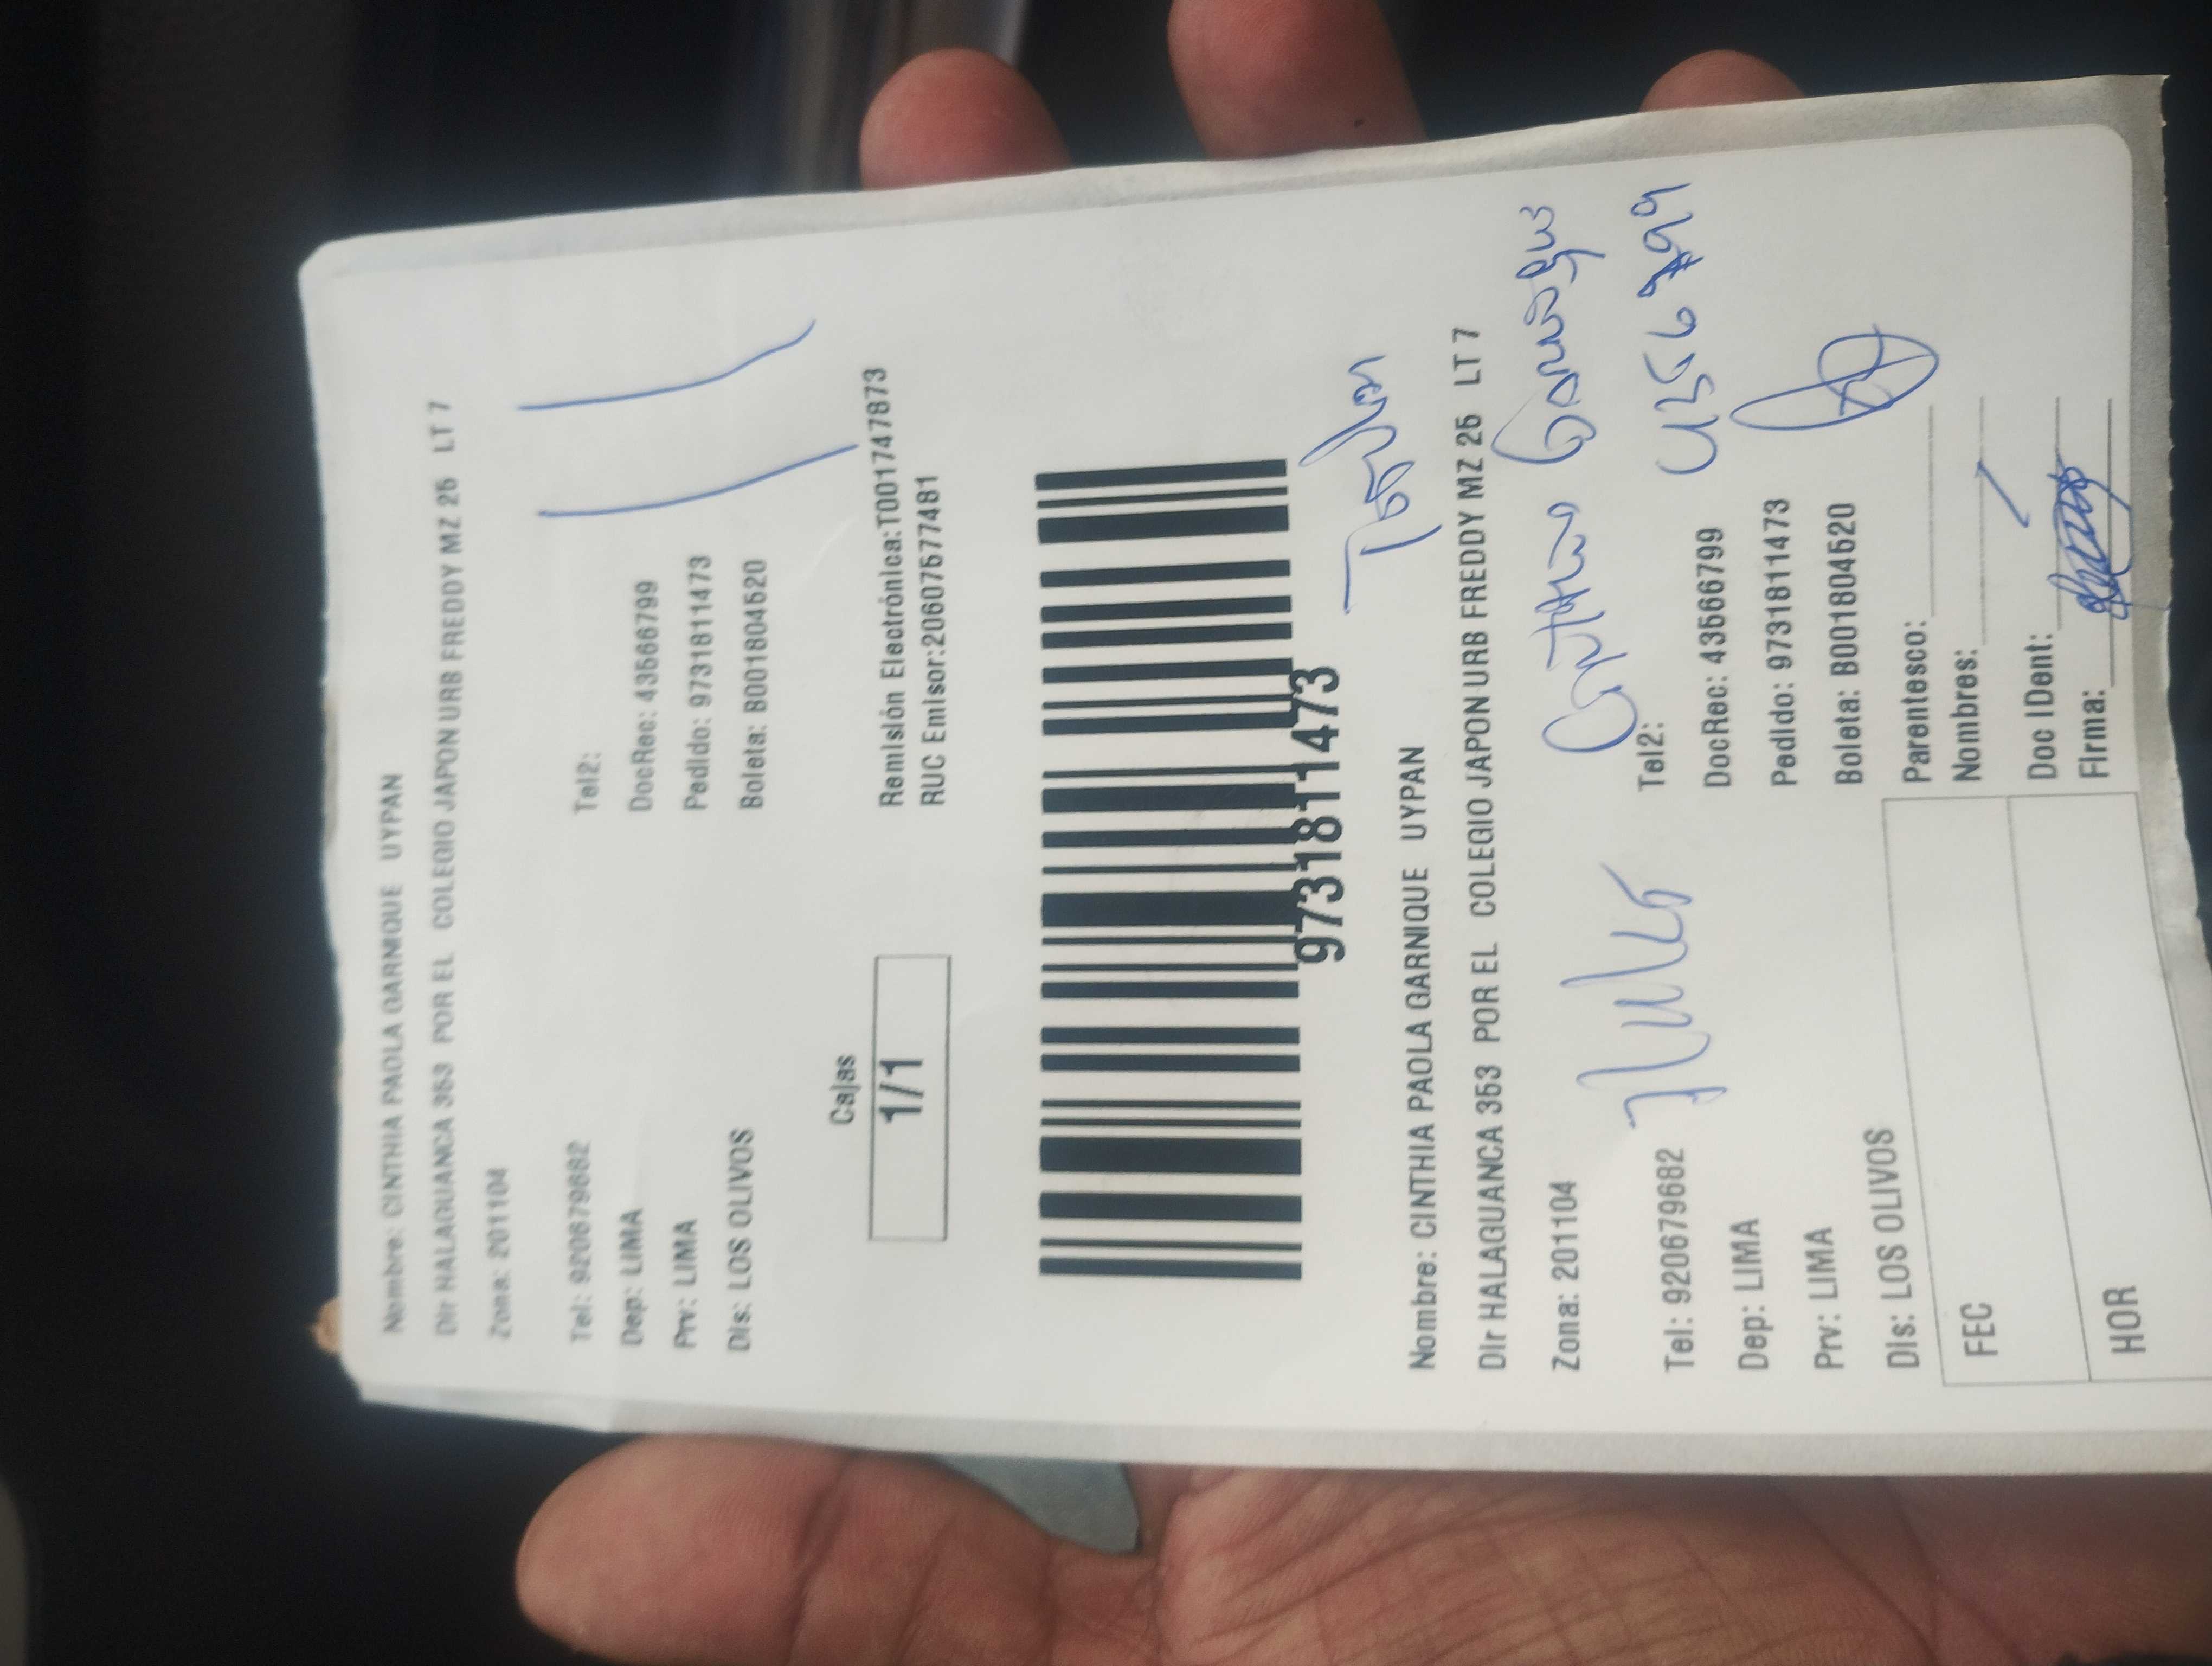 Nombre: CINTHIA PAOLA GARNIQUE UYPAN
Dir HALAGUANCA 353 POR EL COLEGIO JAPON URB FREDDY MZ 25 LT 7
Zona: 201104
Tel: 920679682 Tel2:
Dep: LIMA DocRec: 43566799
Prv: LIMA Pedido: 9731811473
Dis: LOS OLIVOS Boleta: B001804520
Cajas
1/1
Remisión Electrónica:T001747873
RUC Emisor:20607577481
9731811473
Nombre: CINTHIA PAOLA GARNIQUE UYPAN
Dir HALAGUANCA 353 POR EL COLEGIO JAPON URB FREDDY MZ 25 LT 7
Zona: 201104
Tel: 920679682 Tel2:
Dep: LIMA DocRec: 43566799
Prv: LIMA Pedido: 9731811473
Dis: LOS OLIVOS Boleta: B001804520
FEC
HOR
Parentesco:
Nombres:
Doc IDent:
Firma: